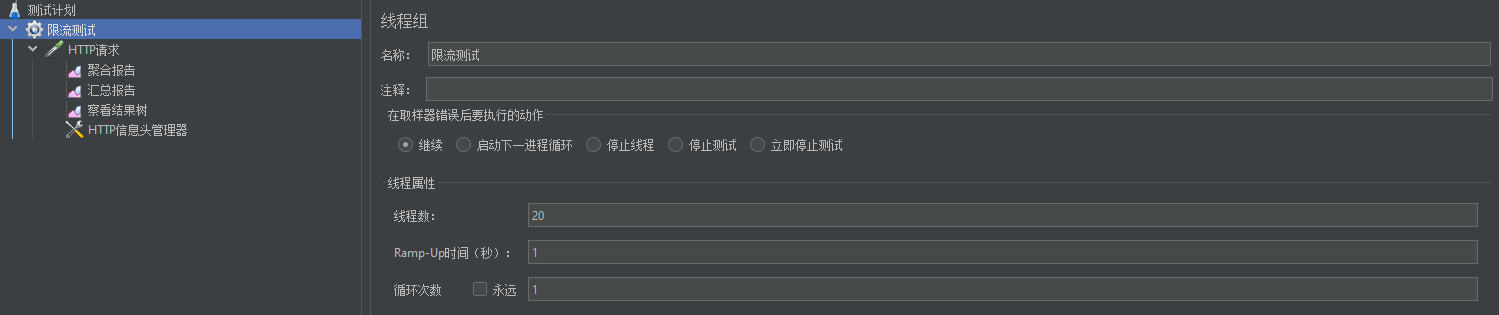 测试计划
限流测试
HTTP请求
聚合报告
汇总报告
察看结果树
HTTP信息头管理器
线程组
名称： 限流测试
注释：
在取样器错误后要执行的动作
继续 启动下一进程循环 停止线程 停止测试 立即停止测试
线程属性
线程数： 20
Ramp-Up时间（秒）： 1
循环次数 永远 1